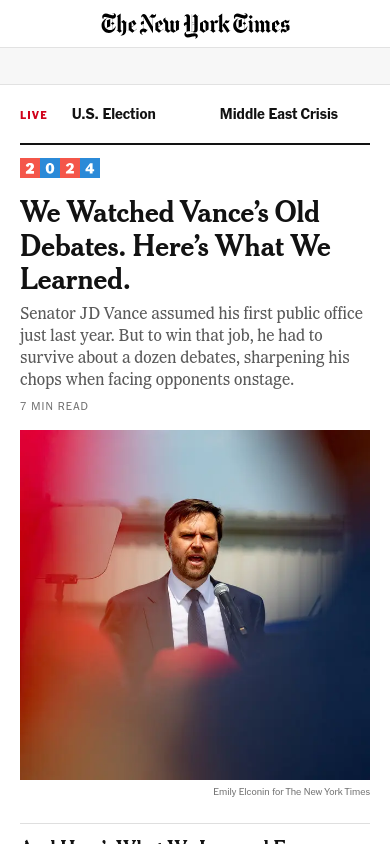 The New York Times
LIVE U.S. Election Middle East Crisis
2024
We Watched Vance’s Old
Debates. Here’s What We
Learned.
Senator JD Vance assumed his first public office
just last year. But to win that job, he had to
survive about a dozen debates, sharpening his
chops when facing opponents onstage.
7 MIN READ
Emily Elconin for The New York Times